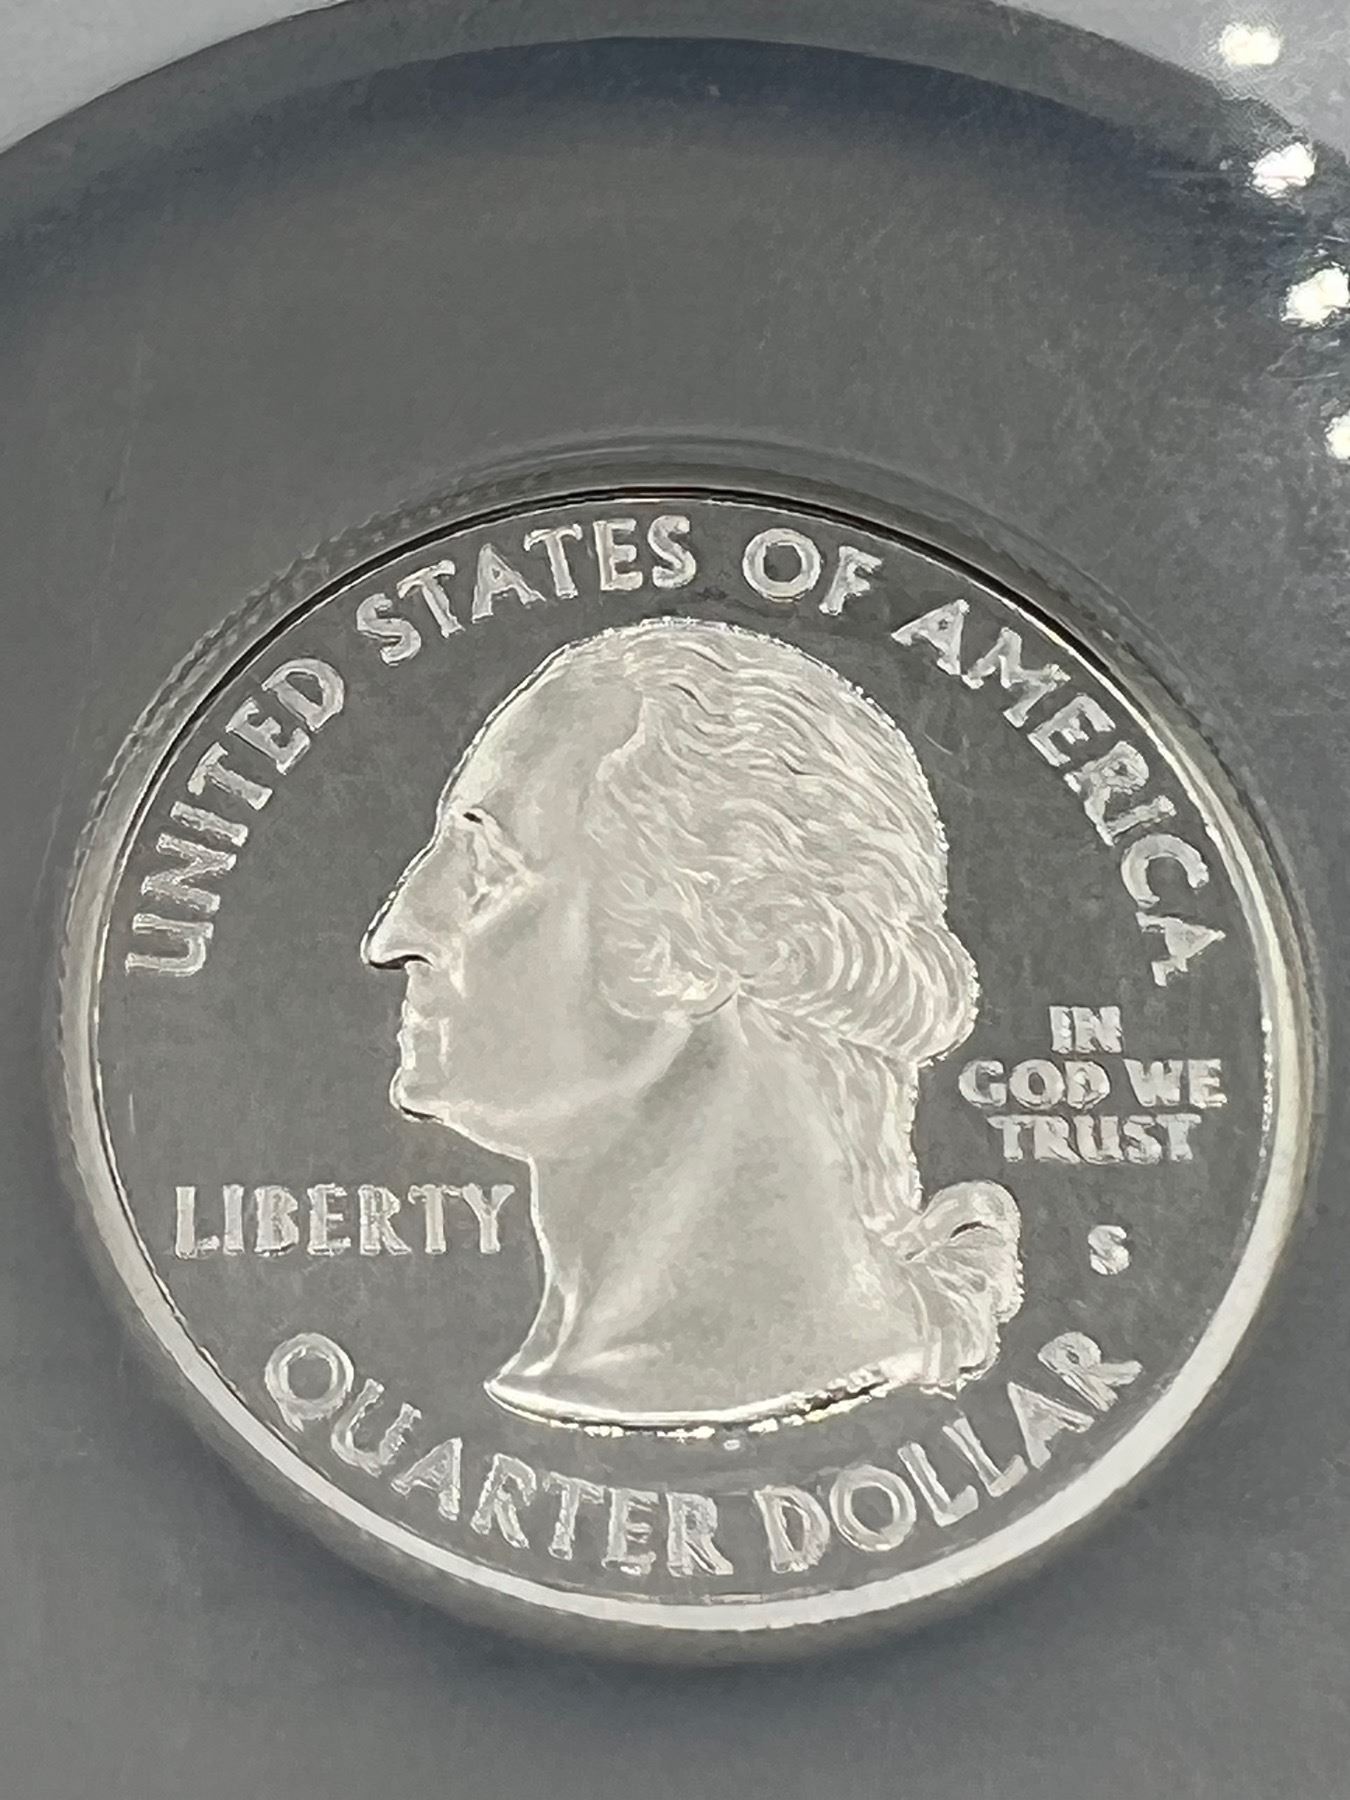 UNITED STATES OF AMERICA
IN
GOD WE
TRUST
LIBERTY
S
QUARTER DOLLAR